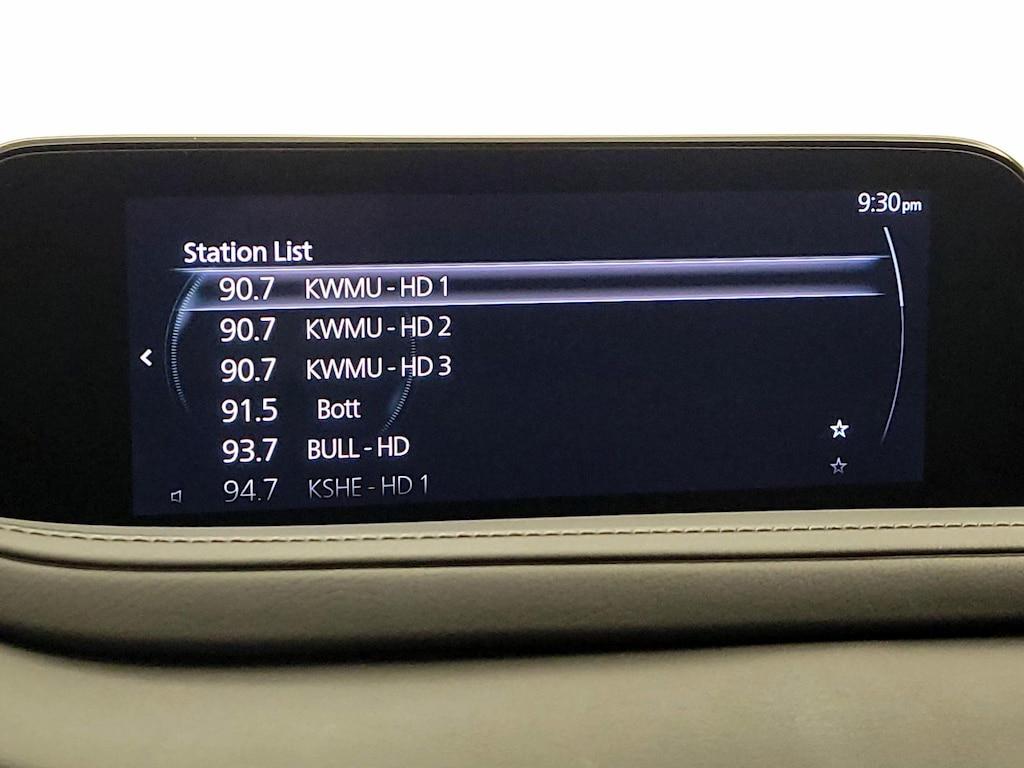 9:30pm
Station List
90.7 KWMU - HD 1
90.7 KWMU - HD 2
90.7 KWMU - HD 3
91.5 Bott
93.7 BULL - HD
94.7 KSHE - HD 1